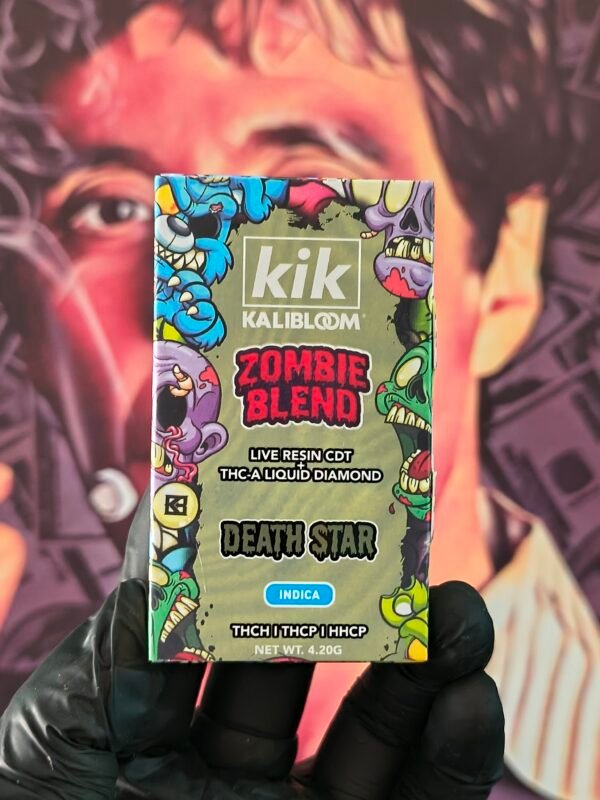 kik
KALIBLOOM®
ZOMBIE
BLEND
LIVE RESIN CDT
+
THC-A LIQUID DIAMOND
DEATH $TAR
INDICA
THCH | THCP | HHCP
NET WT. 4.20G